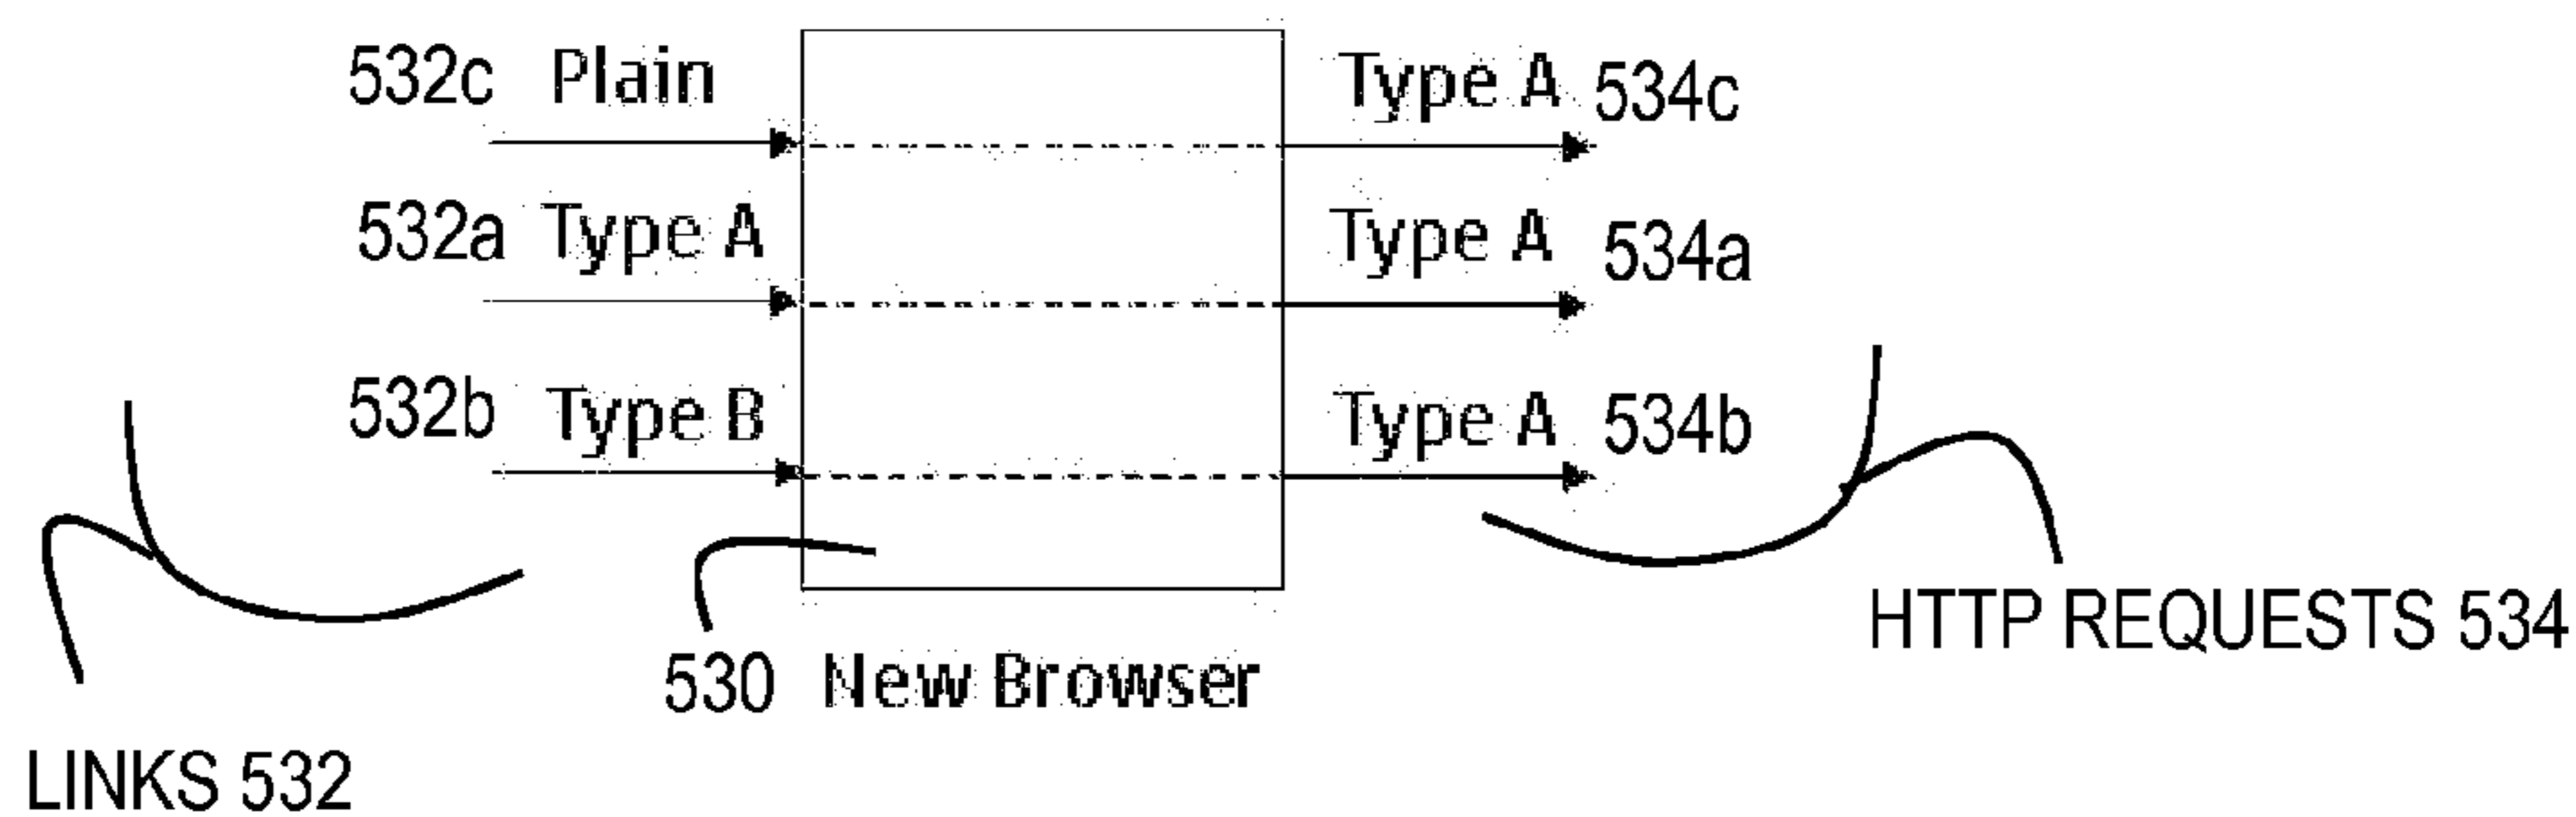 532c Plain Type A 534c
532a Type A Type A 534a
532b Type B Type A 534b
HTTP REQUESTS 534
530 New Browser
LINKS 532